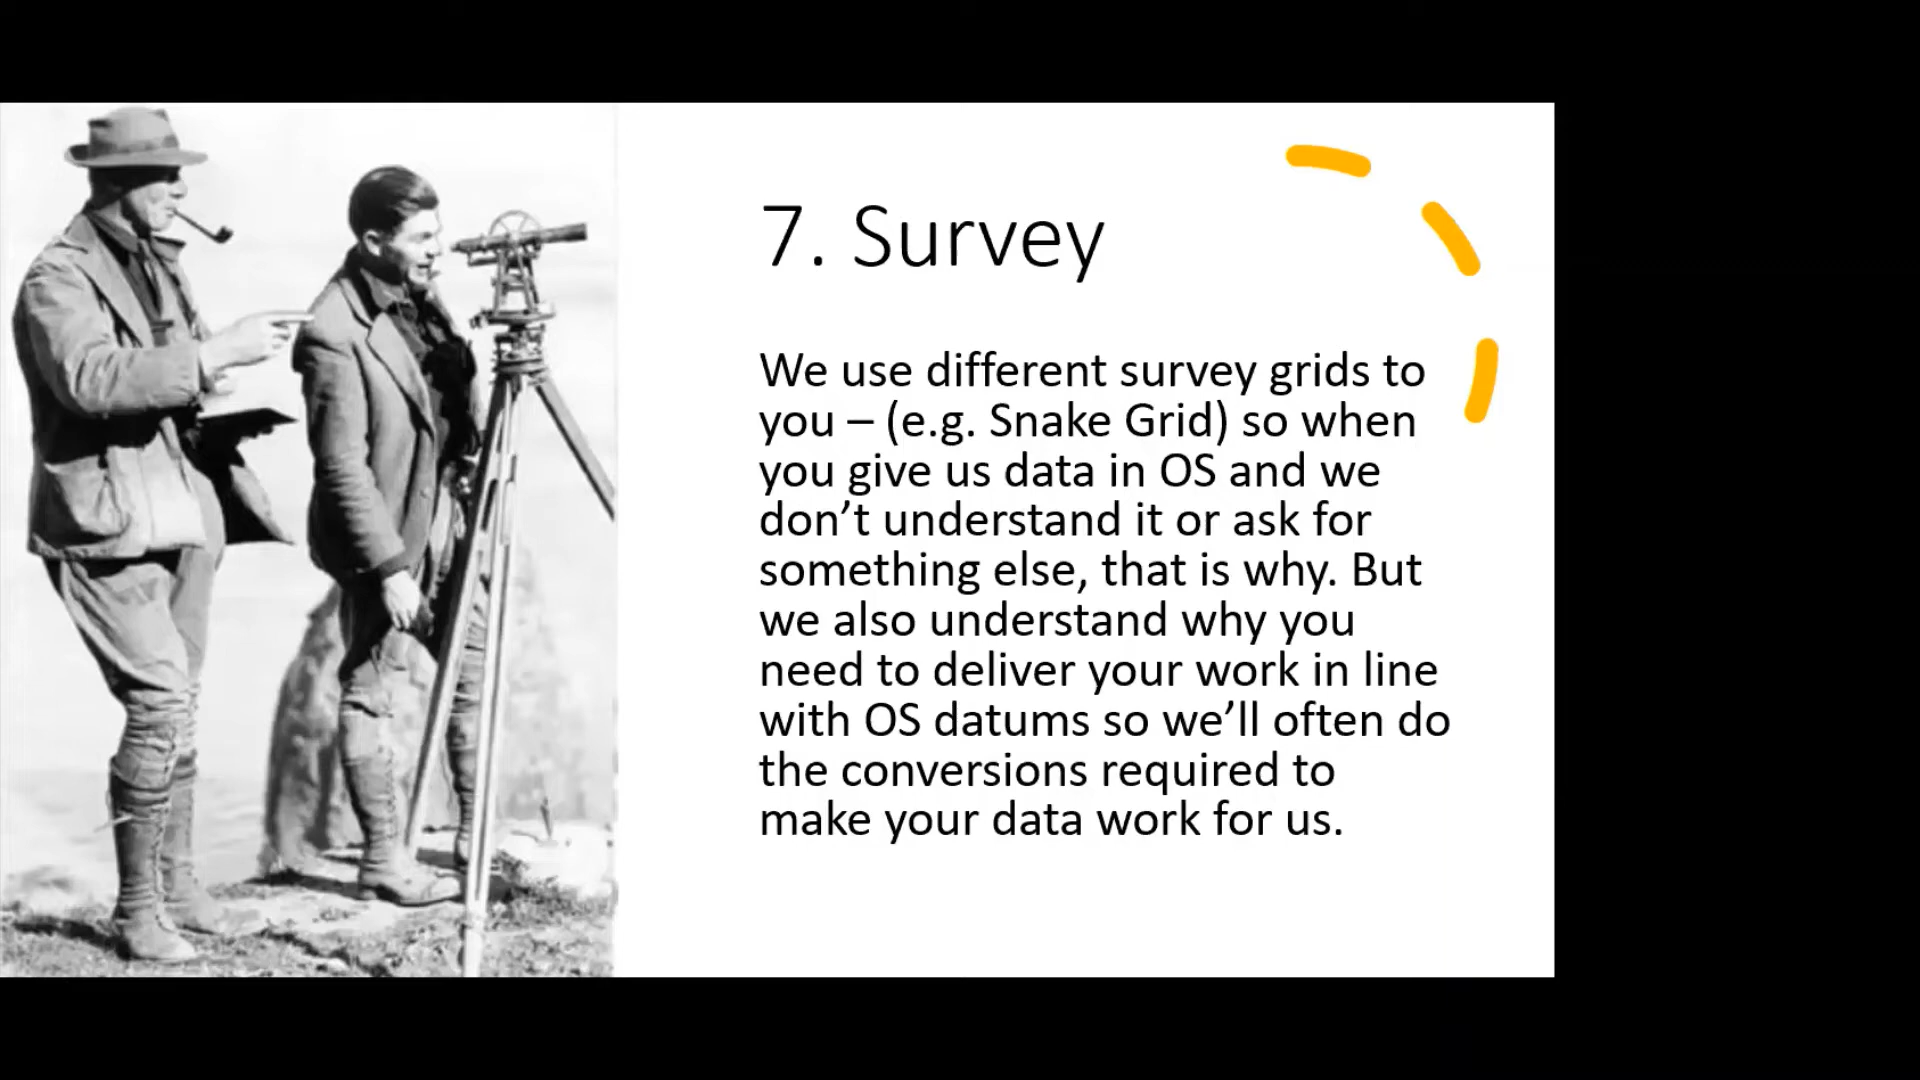 7. Survey
We use different survey grids to
you – (e.g. Snake Grid) so when
you give us data in OS and we
don’t understand it or ask for
something else, that is why. But
we also understand why you
need to deliver your work in line
with OS datums so we’ll often do
the conversions required to
make your data work for us.